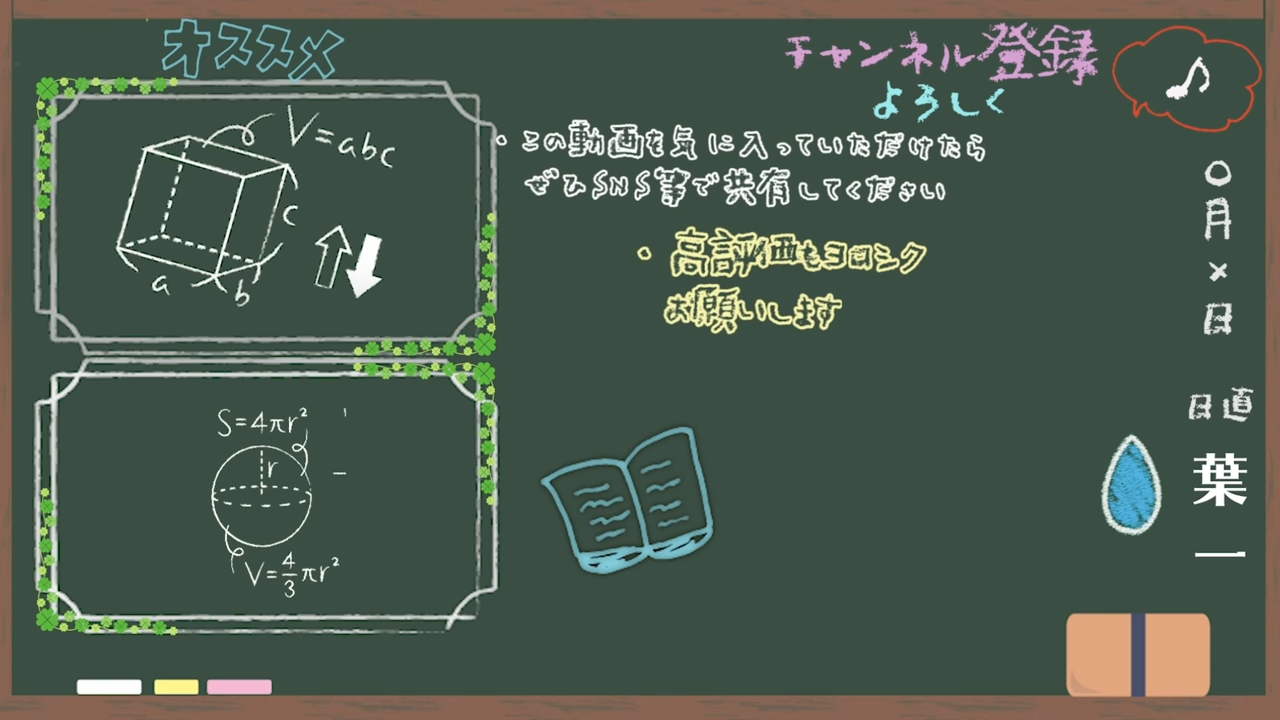 オススメ
V=abc
c
a
b
S=4πr²
r
V=4/3πr²
チャンネル登録
よろしく
・この動画を気に入っていただけたら
ぜひSNS等で共有してください
・高評価もヨロシク
お願いします
〇月×日
日直
葉一